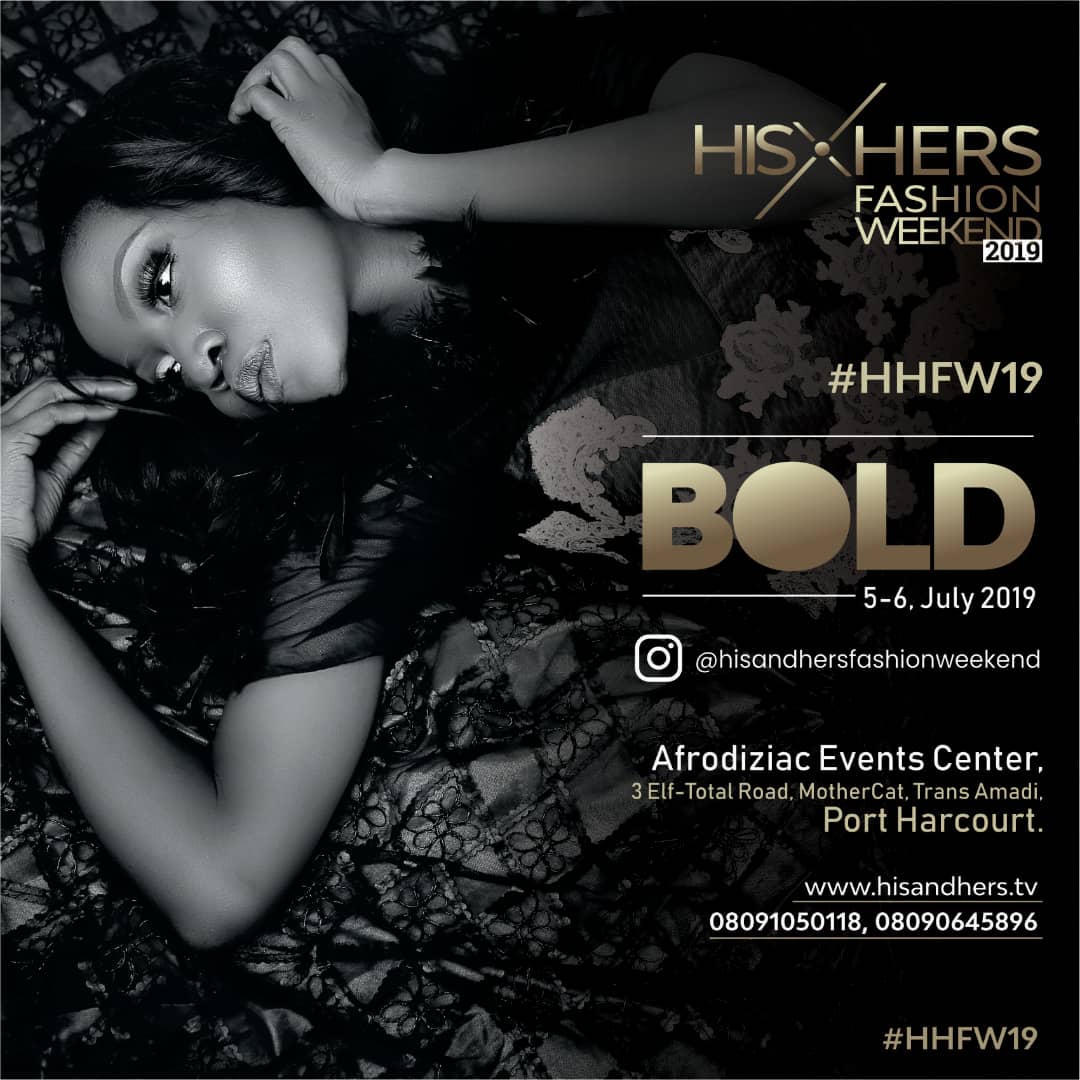 HIS X HERS
FASHION
WEEKEND
2019
#HHFW19
BOLD
5-6, July 2019
@hisandhersfashionweekend
Afrodiziac Events Center,
3 Elf-Total Road, MotherCat, Trans Amadi,
Port Harcourt.
www.hisandhers.tv
08091050118, 08090645896
#HHFW19